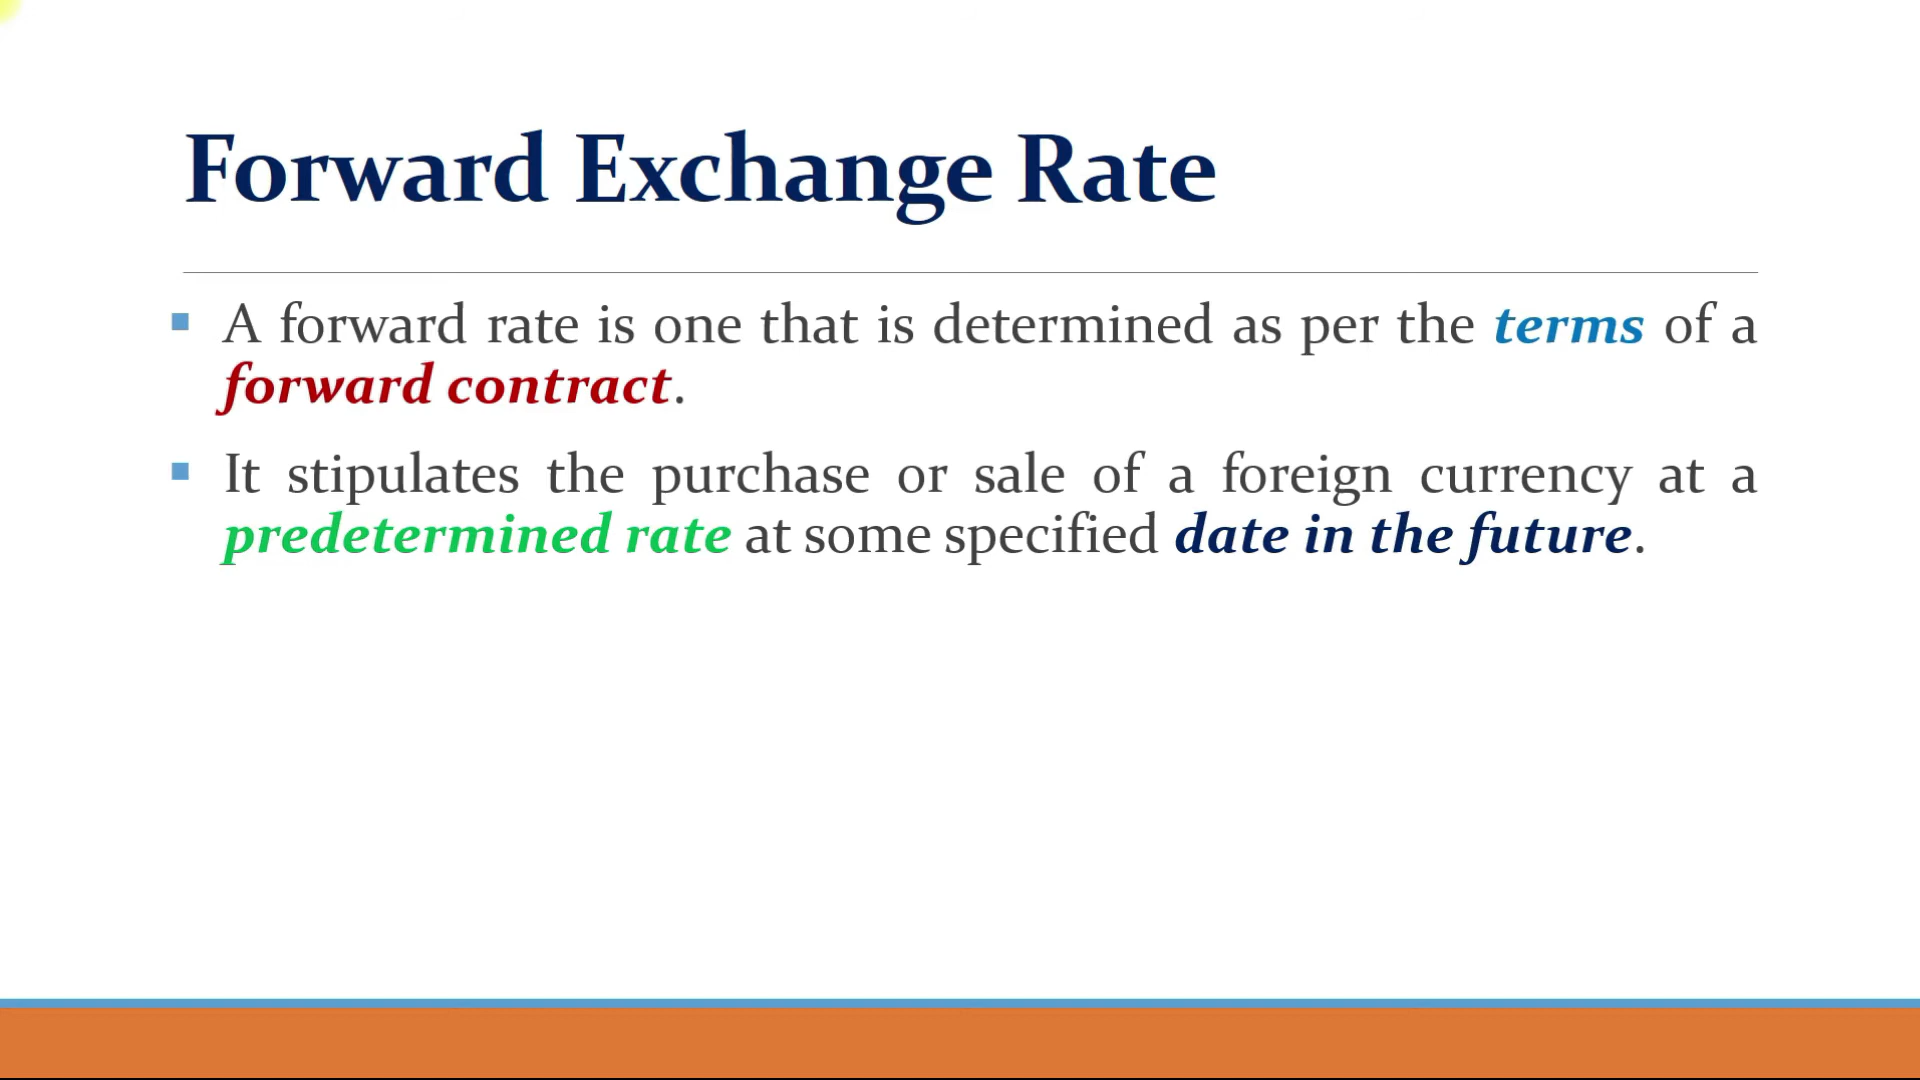 Forward Exchange Rate
▪ A forward rate is one that is determined as per the terms of a
forward contract.
▪ It stipulates the purchase or sale of a foreign currency at a
predetermined rate at some specified date in the future.